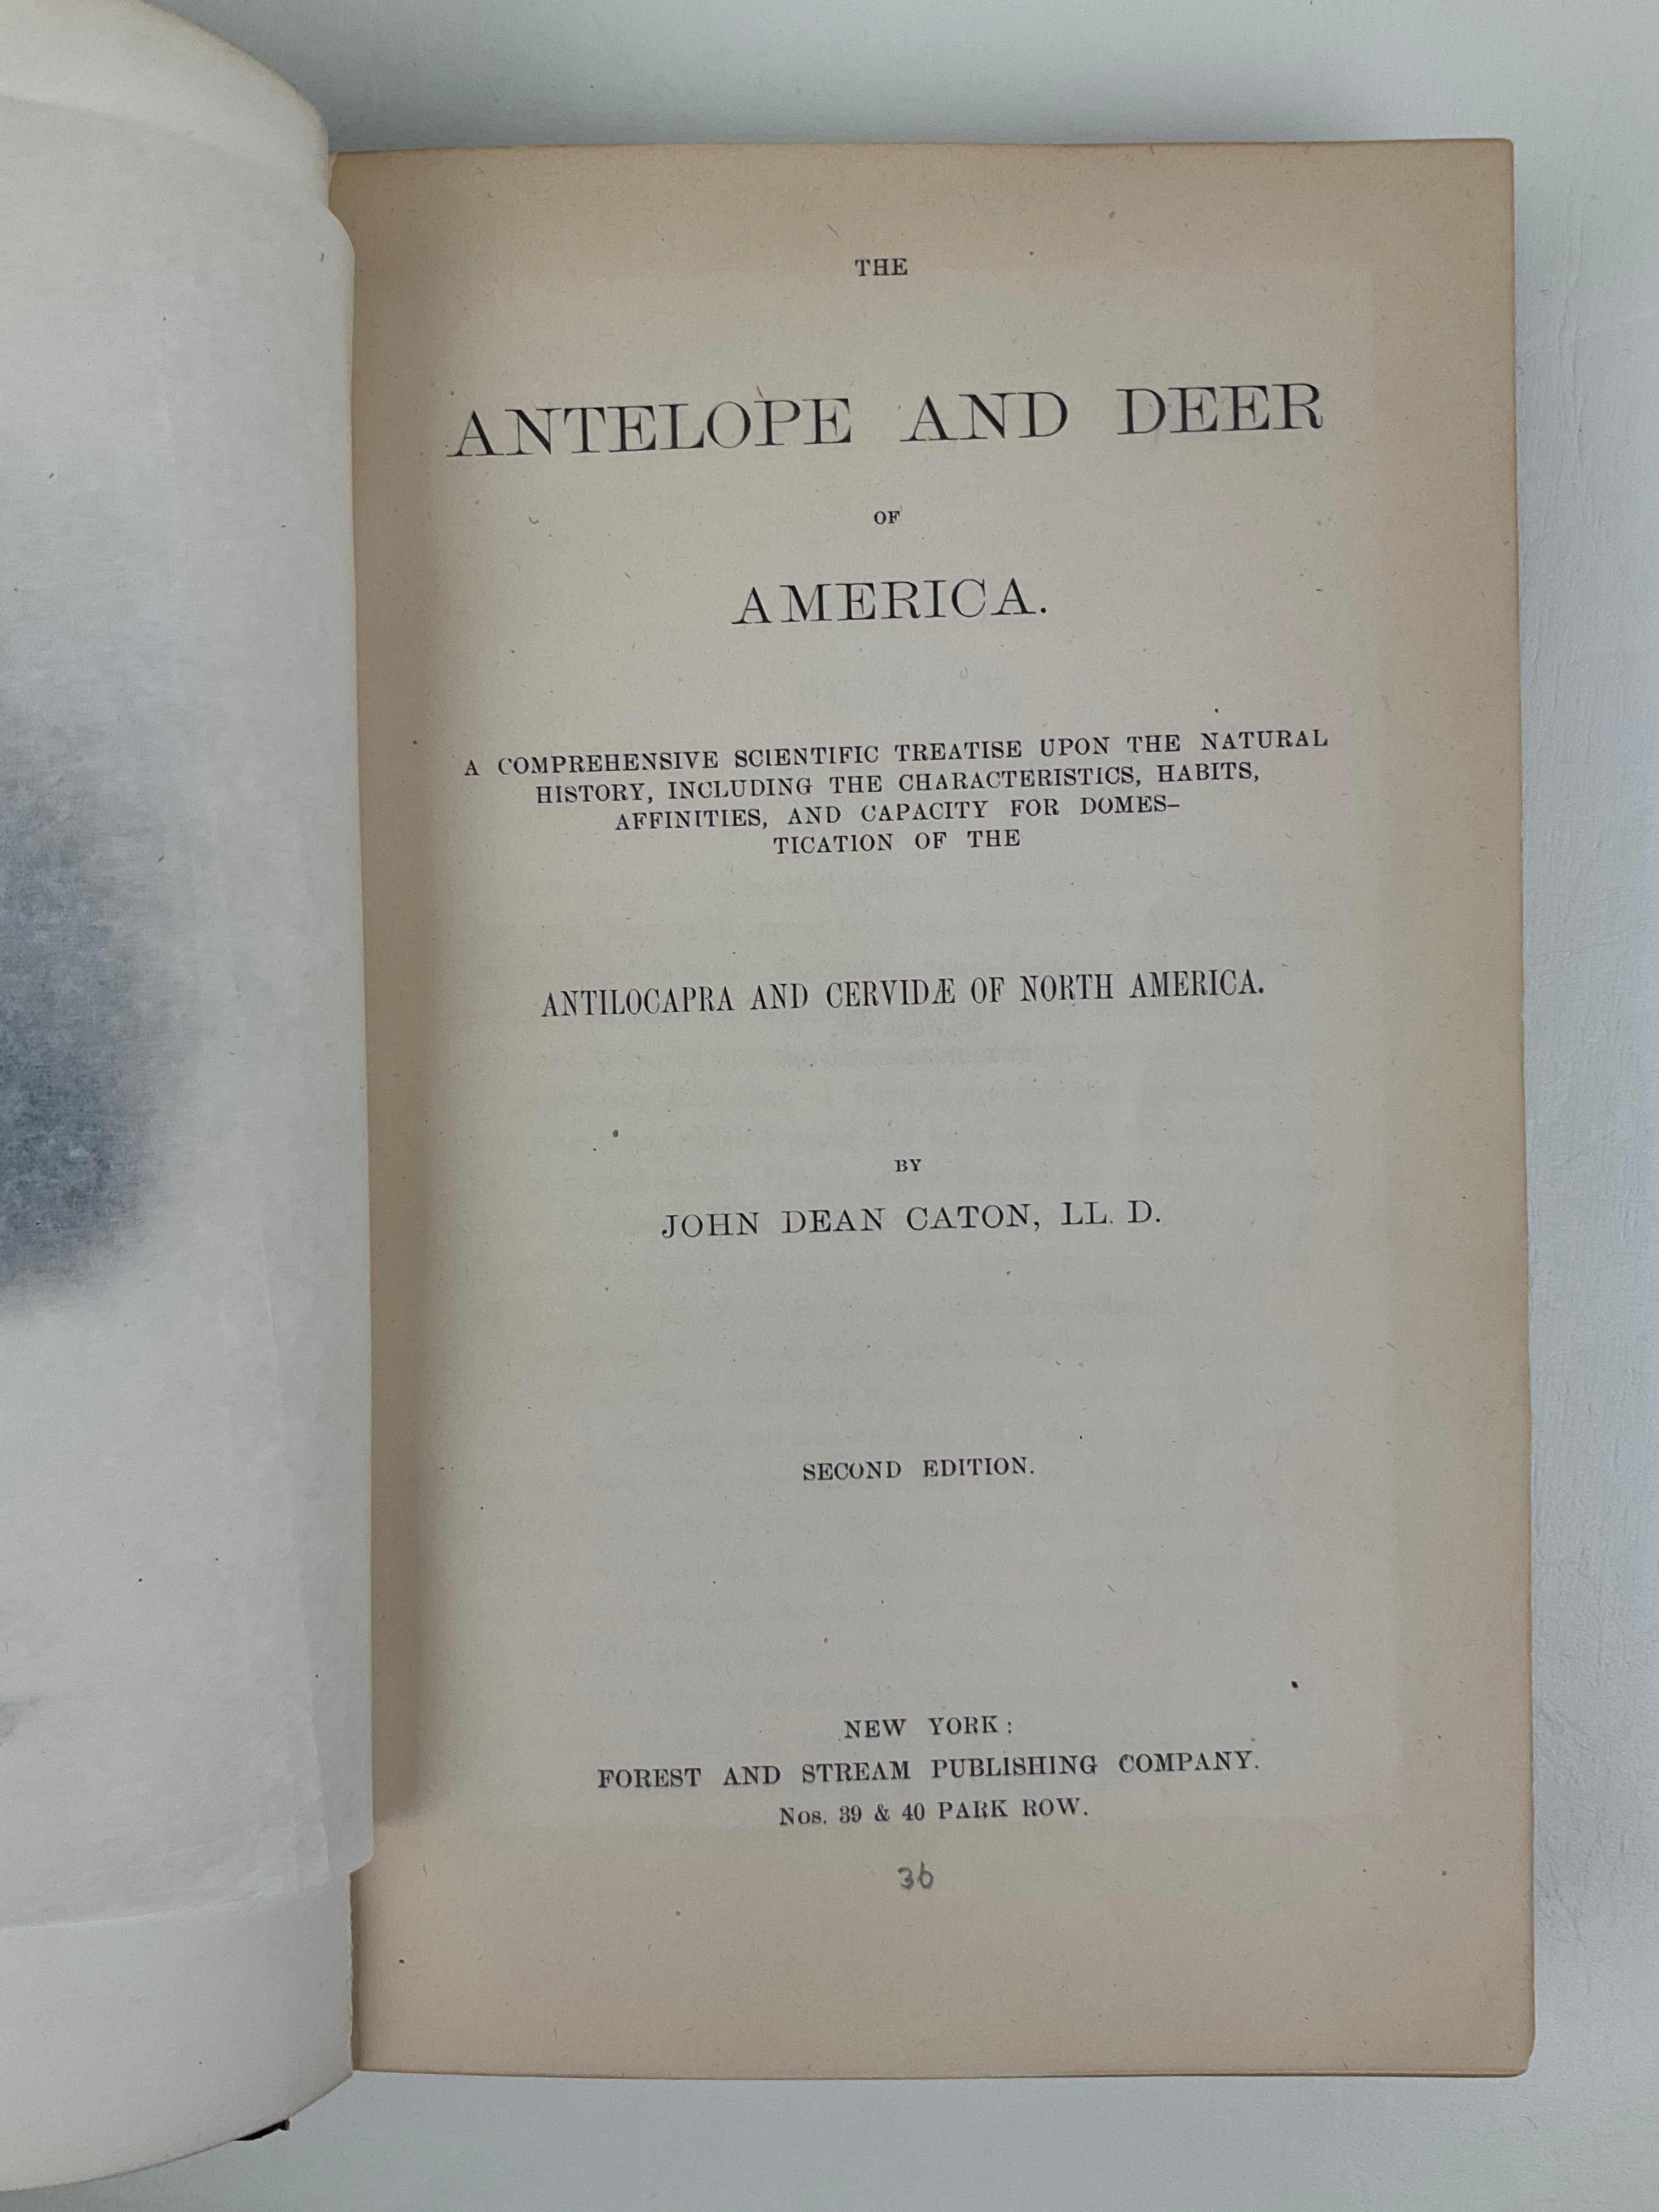 THE
ANTELOPE AND DEER
OF
AMERICA.
A COMPREHENSIVE SCIENTIFIC TREATISE UPON THE NATURAL
HISTORY, INCLUDING THE CHARACTERISTICS, HABITS,
AFFINITIES, AND CAPACITY FOR DOMES-
TICATION OF THE
ANTILOCAPRA AND CERVIDÆ OF NORTH AMERICA.
BY
JOHN DEAN CATON, LL. D.
SECOND EDITION.
NEW YORK:
FOREST AND STREAM PUBLISHING COMPANY.
Nos. 39 & 40 PARK ROW.
36